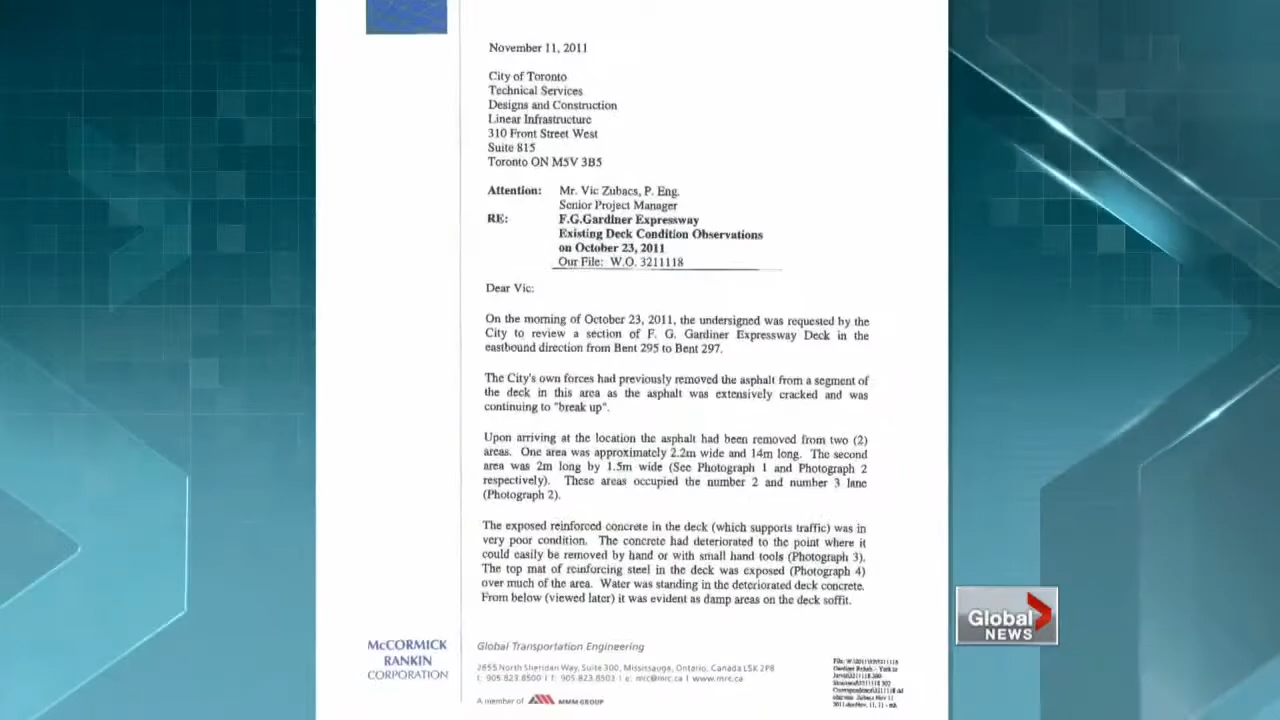 November 11, 2011
City of Toronto
Technical Services
Designs and Construction
Linear Infrastructure
310 Front Street West
Suite 815
Toronto ON M5V 3B5
Attention: Mr. Vic Zubacs, P. Eng.
Senior Project Manager
RE: F.G.Gardiner Expressway
Existing Deck Condition Observations
on October 23, 2011
Our File: W.O. 3211118
Dear Vic:
On the morning of October 23, 2011, the undersigned was requested by the
City to review a section of F. G. Gardiner Expressway Deck in the
eastbound direction from Bent 295 to Bent 297.
The City's own forces had previously removed the asphalt from a segment of
the deck in this area as the asphalt was extensively cracked and was
continuing to "break up".
Upon arriving at the location the asphalt had been removed from two (2)
areas. One area was approximately 2.2m wide and 14m long. The second
area was 2m long by 1.5m wide (See Photograph 1 and Photograph 2
respectively). These areas occupied the number 2 and number 3 lane
(Photograph 2).
The exposed reinforced concrete in the deck (which supports traffic) was in
very poor condition. The concrete had deteriorated to the point where it
could easily be removed by hand or with small hand tools (Photograph 3).
The top mat of reinforcing steel in the deck was exposed (Photograph 4)
over much of the area. Water was standing in the deteriorated deck concrete.
From below (viewed later) it was evident as damp areas on the deck soffit.
Global
NEWS
McCORMICK
RANKIN
CORPORATION
Global Transportation Engineering
2655 North Sheridan Way, Suite 300, Mississauga, Ontario, Canada L5K 2P8
t: 905.823.8500 | f: 905.823.8503 | e: mrc@mrc.ca | www.mrc.ca
A member of MMM GROUP